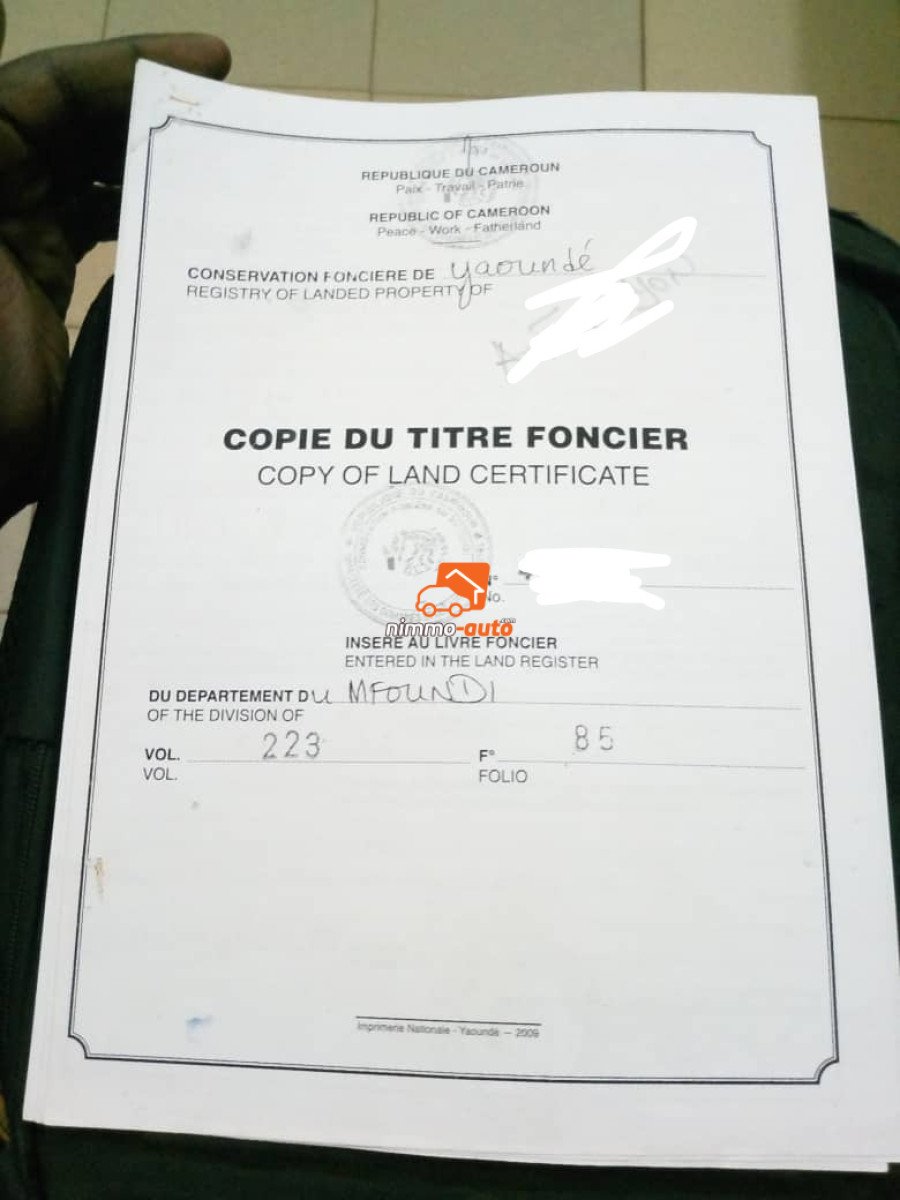 REPUBLIQUE DU CAMEROUN
Paix - Travail - Patrie
REPUBLIC OF CAMEROON
Peace - Work - Fatherland
CONSERVATION FONCIERE DE Yaoundé
REGISTRY OF LANDED PROPERTY OF
COPIE DU TITRE FONCIER
COPY OF LAND CERTIFICATE
N°
No.
nimmo-auto.com
INSERE AU LIVRE FONCIER
ENTERED IN THE LAND REGISTER
DU DEPARTEMENT DU MFOUNDI
OF THE DIVISION OF
VOL. 223 F° 85
VOL. FOLIO
Imprimerie Nationale - Yaoundé — 2009